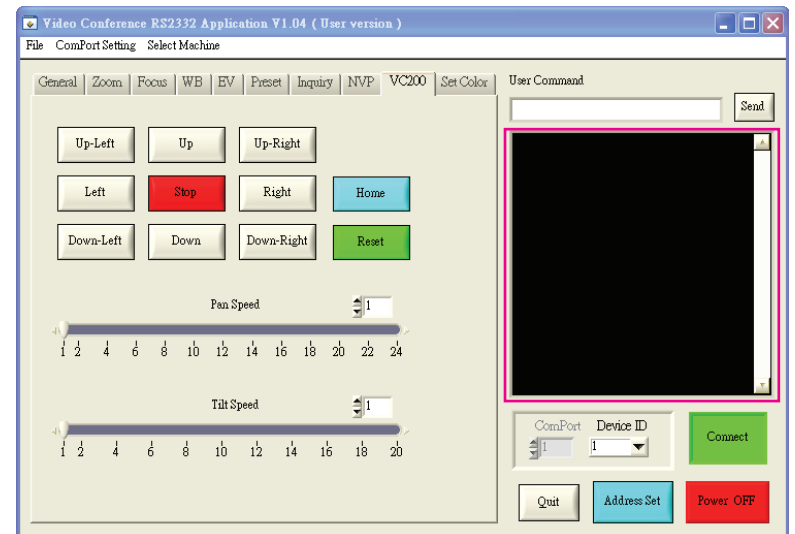 Video Conference RS2332 Application V1.04 ( User version )
File ComPort Setting Select Machine
General Zoom Focus WB EV Preset Inquiry NVP VC200 Set Color
User Command
Send
Up-Left Up Up-Right
Left Stop Right Home
Down-Left Down Down-Right Reset
Pan Speed 1
1 2 4 6 8 10 12 14 16 18 20 22 24
Tilt Speed 1
1 2 4 6 8 10 12 14 16 18 20
ComPort Device ID
1 1
Connect
Quit Address Set Power OFF